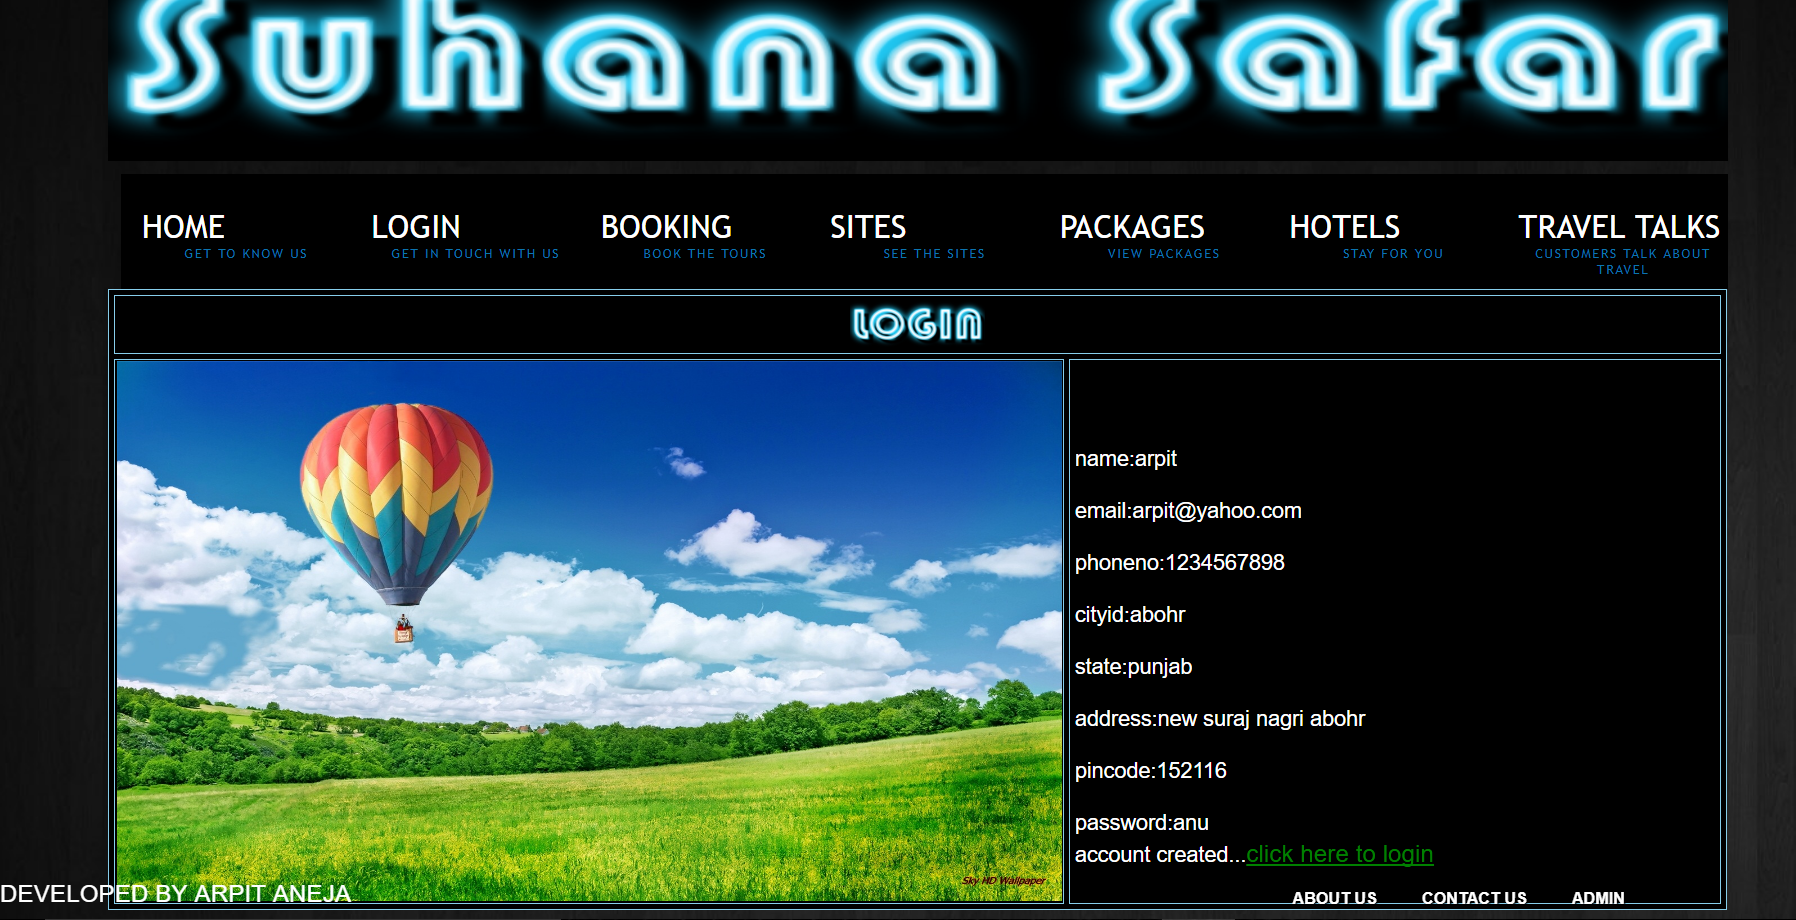 Suhana Safar
HOME
GET TO KNOW US
LOGIN
GET IN TOUCH WITH US
BOOKING
BOOK THE TOURS
SITES
SEE THE SITES
PACKAGES
VIEW PACKAGES
HOTELS
STAY FOR YOU
TRAVEL TALKS
CUSTOMERS TALK ABOUT
TRAVEL
LOGIN
name:arpit
email:arpit@yahoo.com
phoneno:1234567898
cityid:abohr
state:punjab
address:new suraj nagri abohr
pincode:152116
password:anu
account created...click here to login
Sky HD Wallpaper
DEVELOPED BY ARPIT ANEJA
ABOUT US
CONTACT US
ADMIN